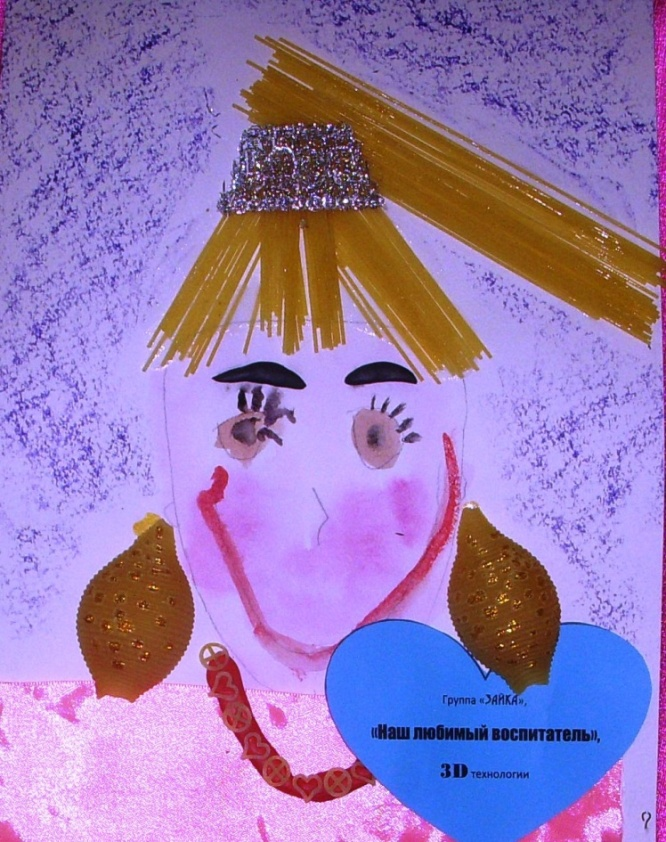 Группа «ЗАЙКА»,
«Наш любимый воспитатель»,
3D технологии